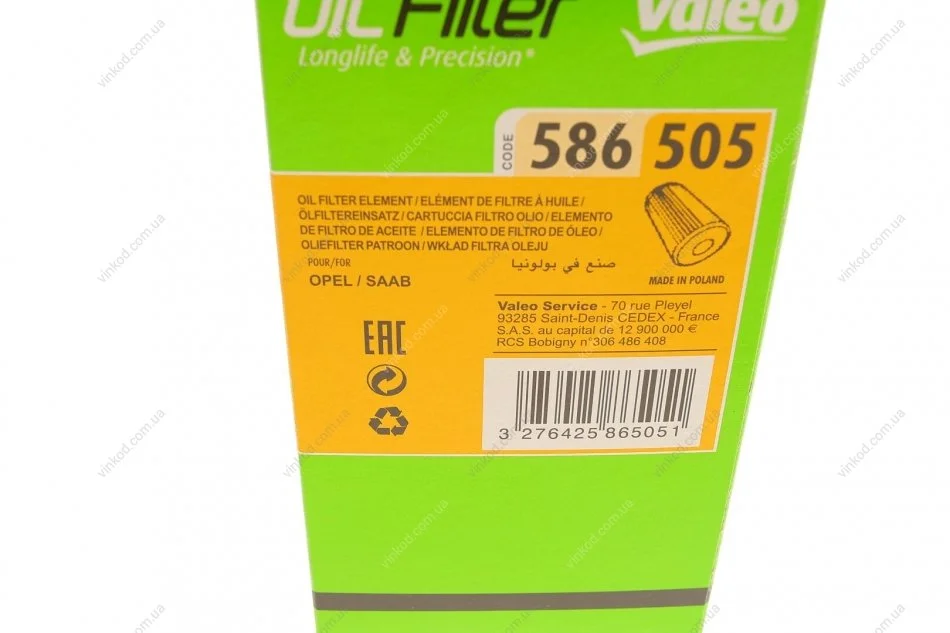 OIL Filter
Valeo
Longlife & Precision*
CODE
586 505
OIL FILTER ELEMENT / ELÉMENT DE FILTRE À HUILE /
ÖLFILTEREINSATZ / CARTUCCIA FILTRO OLIO / ELEMENTO
DE FILTRO DE ACEITE / ELEMENTO DE FILTRO DE ÓLEO /
OLIEFILTER PATROON / WKŁAD FILTRA OLEJU
POUR/FOR
صنع في بولونيا
OPEL / SAAB
MADE IN POLAND
Valeo Service - 70 rue Pleyel
93285 Saint-Denis CEDEX - France
S.A.S. au capital de 12 900 000 €
RCS Bobigny n°306 486 408
EAC
3 276425 865051
vinkod.com.ua